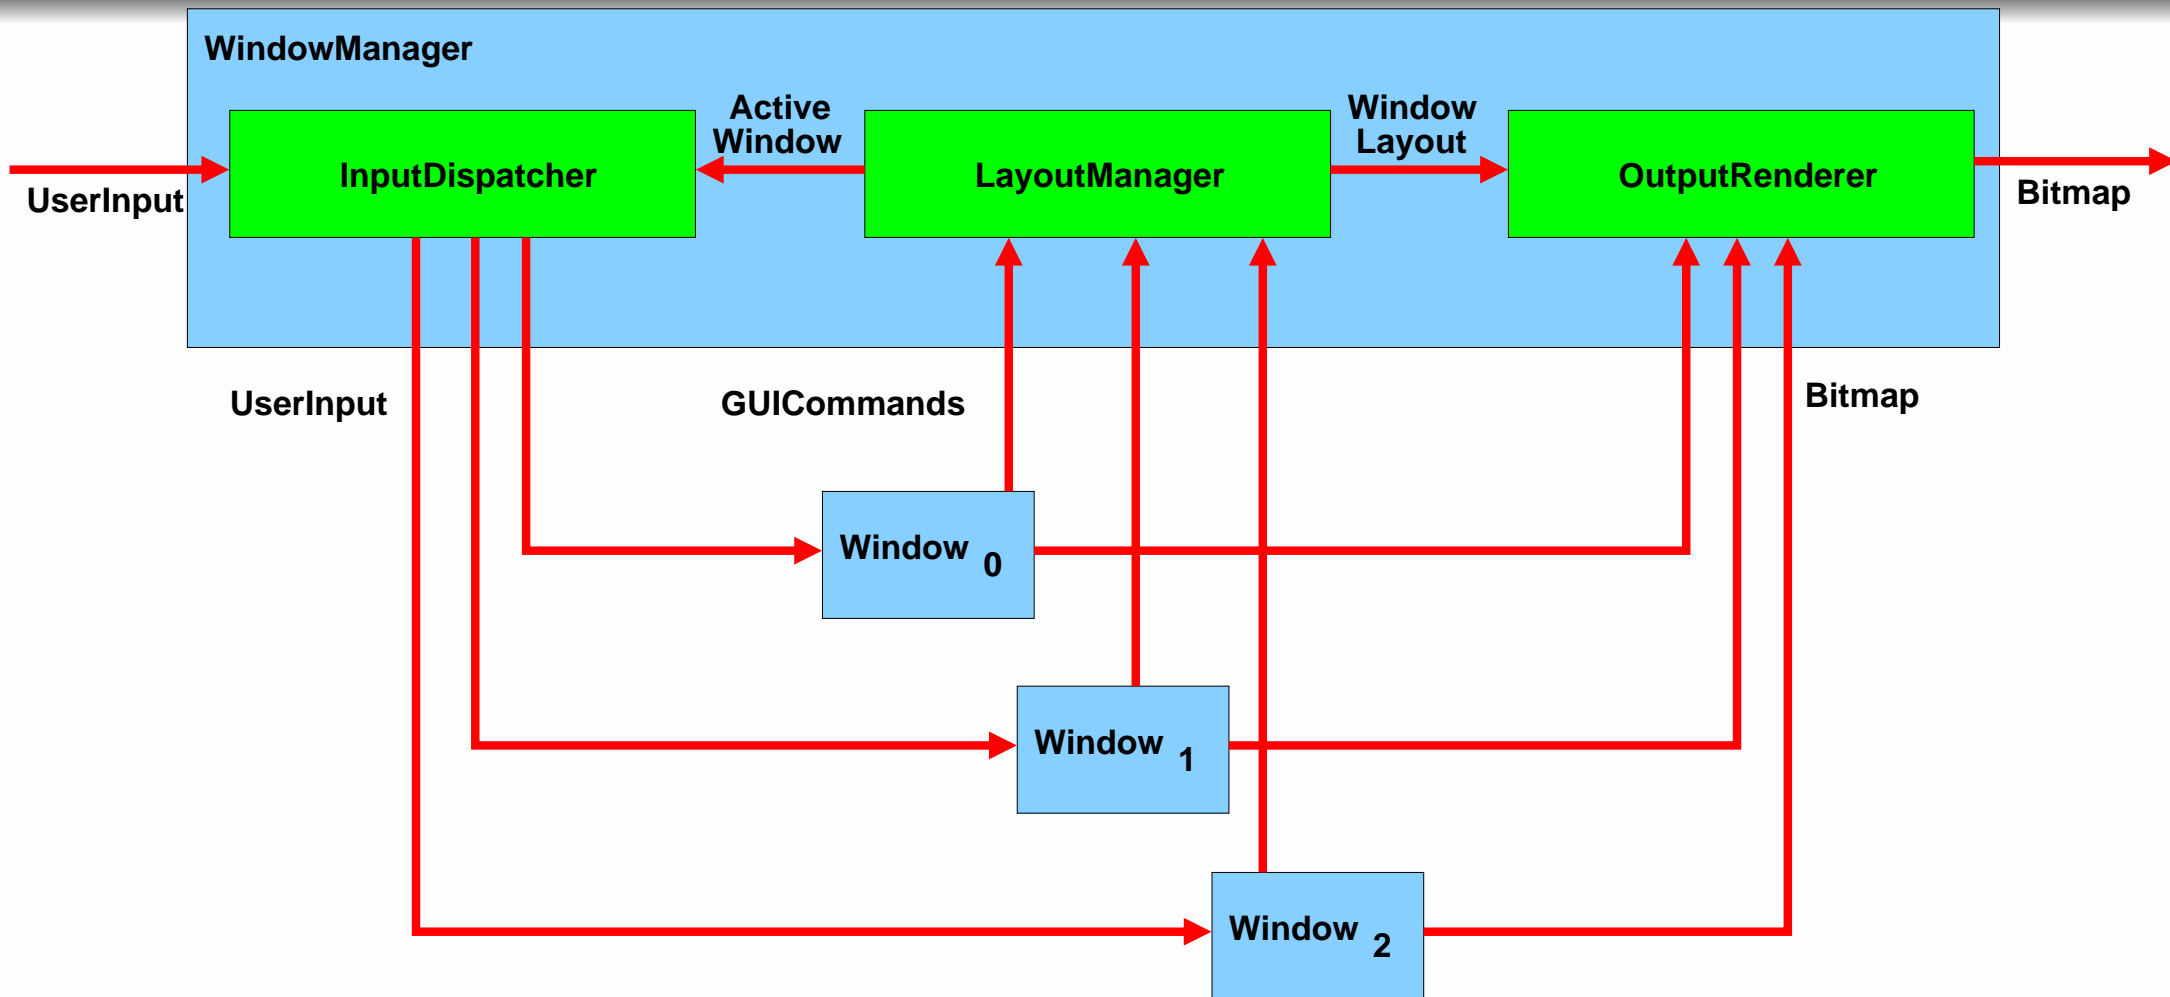 WindowManager
Active
Window
Window
Layout
InputDispatcher
LayoutManager
OutputRenderer
UserInput
Bitmap
UserInput
GUICommands
Bitmap
Window 0
Window 1
Window 2